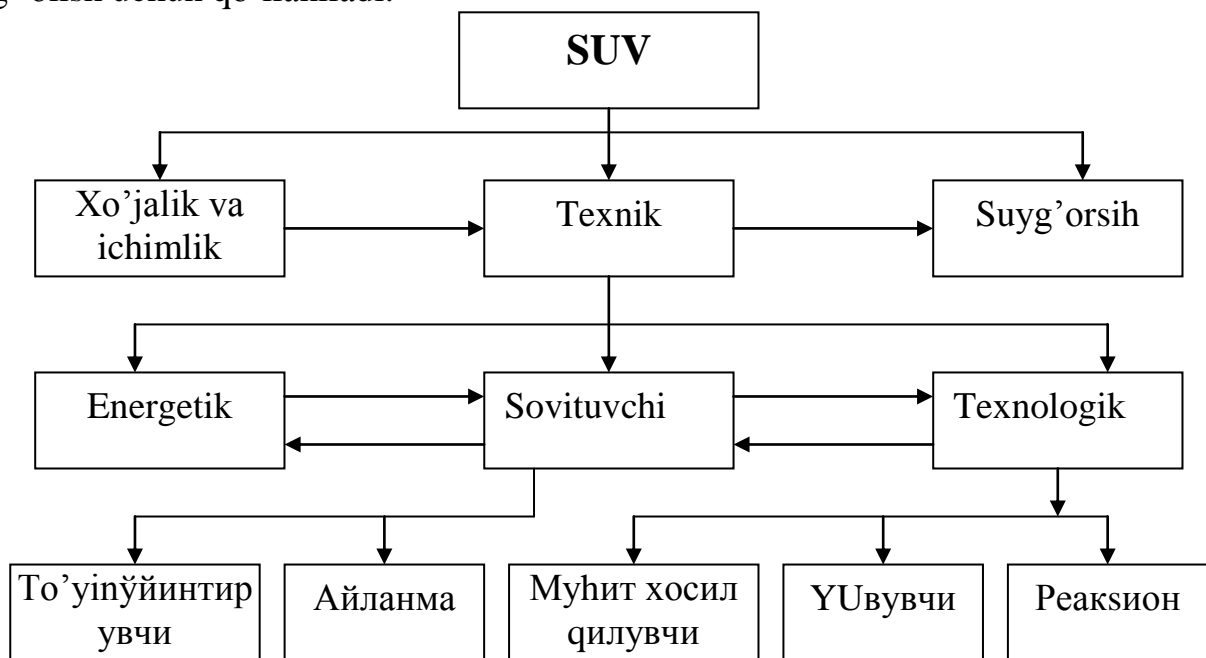 SUV
Xo’jalik va
ichimlik
Texnik
Suyg’orsih
Energetik
Sovituvchi
Texnologik
To’yinўйинтир
увчи
Айланма
Муhит хосил
qилувчи
YUвувчи
Реакsион